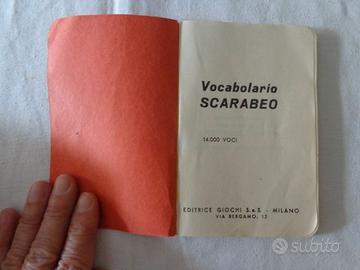 Vocabolario
SCARABEO
14.000 VOCI
EDITRICE GIOCHI S.a.S. - MILANO
VIA BERGAMO, 12
subito